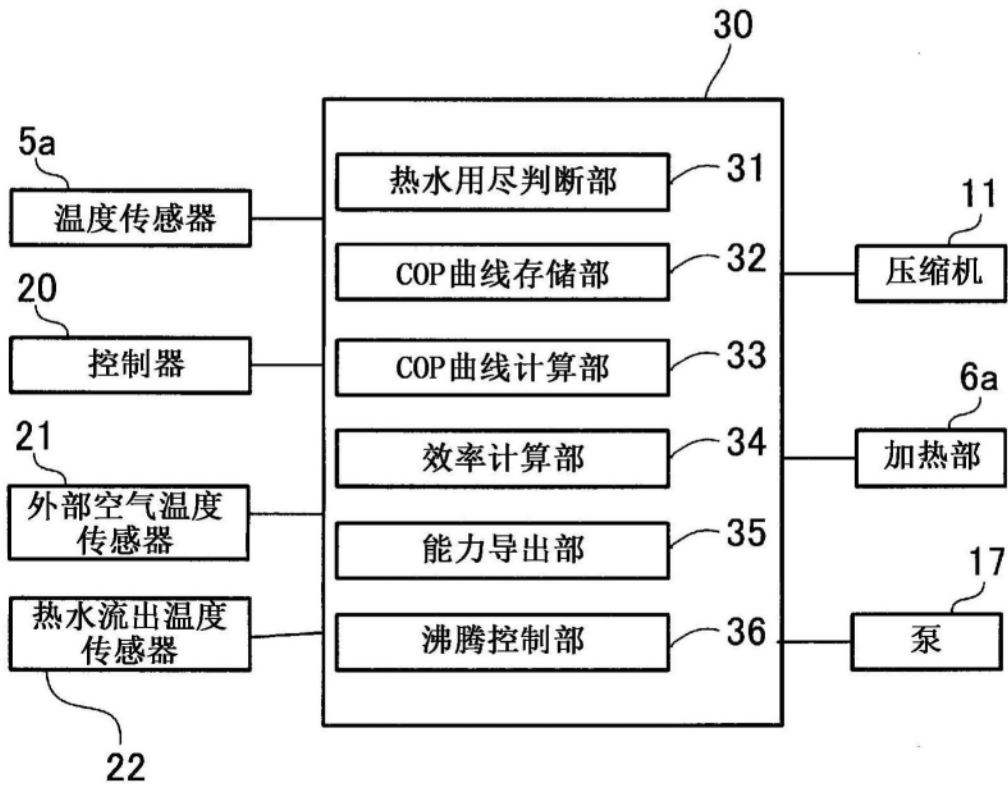 30
5a
温度传感器
20
控制器
21
外部空气温度
传感器
热水流出温度
传感器
22
热水用尽判断部
31
COP曲线存储部
32
COP曲线计算部
33
效率计算部
34
能力导出部
35
沸腾控制部
36
11
压缩机
6a
加热部
17
泵